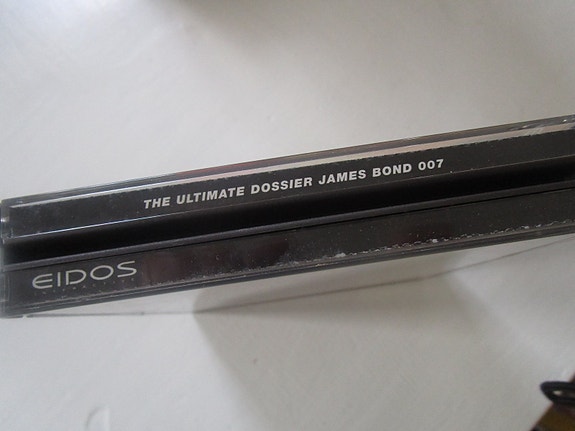 THE ULTIMATE DOSSIER JAMES BOND 007
EIDOS